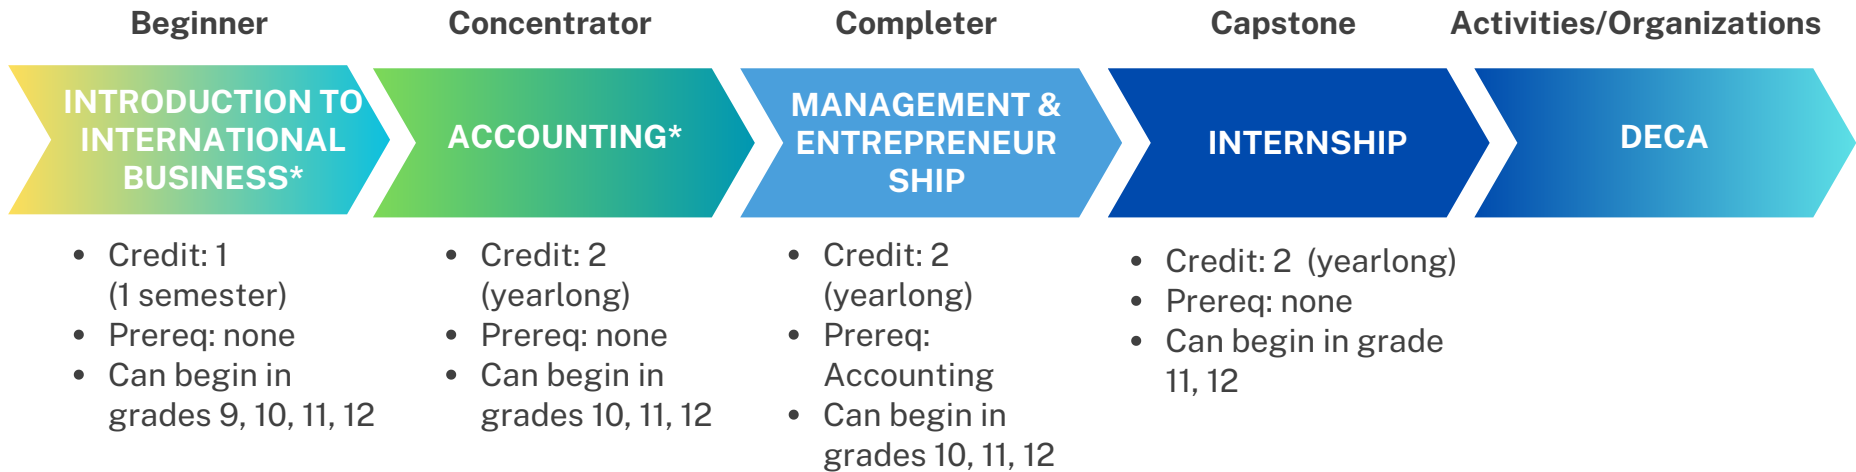 Beginner
Concentrator
Completer
Capstone
Activities/Organizations
INTRODUCTION TO
INTERNATIONAL
BUSINESS*
ACCOUNTING*
MANAGEMENT &
ENTREPRENEUR
SHIP
INTERNSHIP
DECA
• Credit: 1
(1 semester)
• Prereq: none
• Can begin in
grades 9, 10, 11, 12
• Credit: 2
(yearlong)
• Prereq: none
• Can begin in
grades 10, 11, 12
• Credit: 2
(yearlong)
• Prereq:
Accounting
• Can begin in
grades 10, 11, 12
• Credit: 2 (yearlong)
• Prereq: none
• Can begin in grade
11, 12